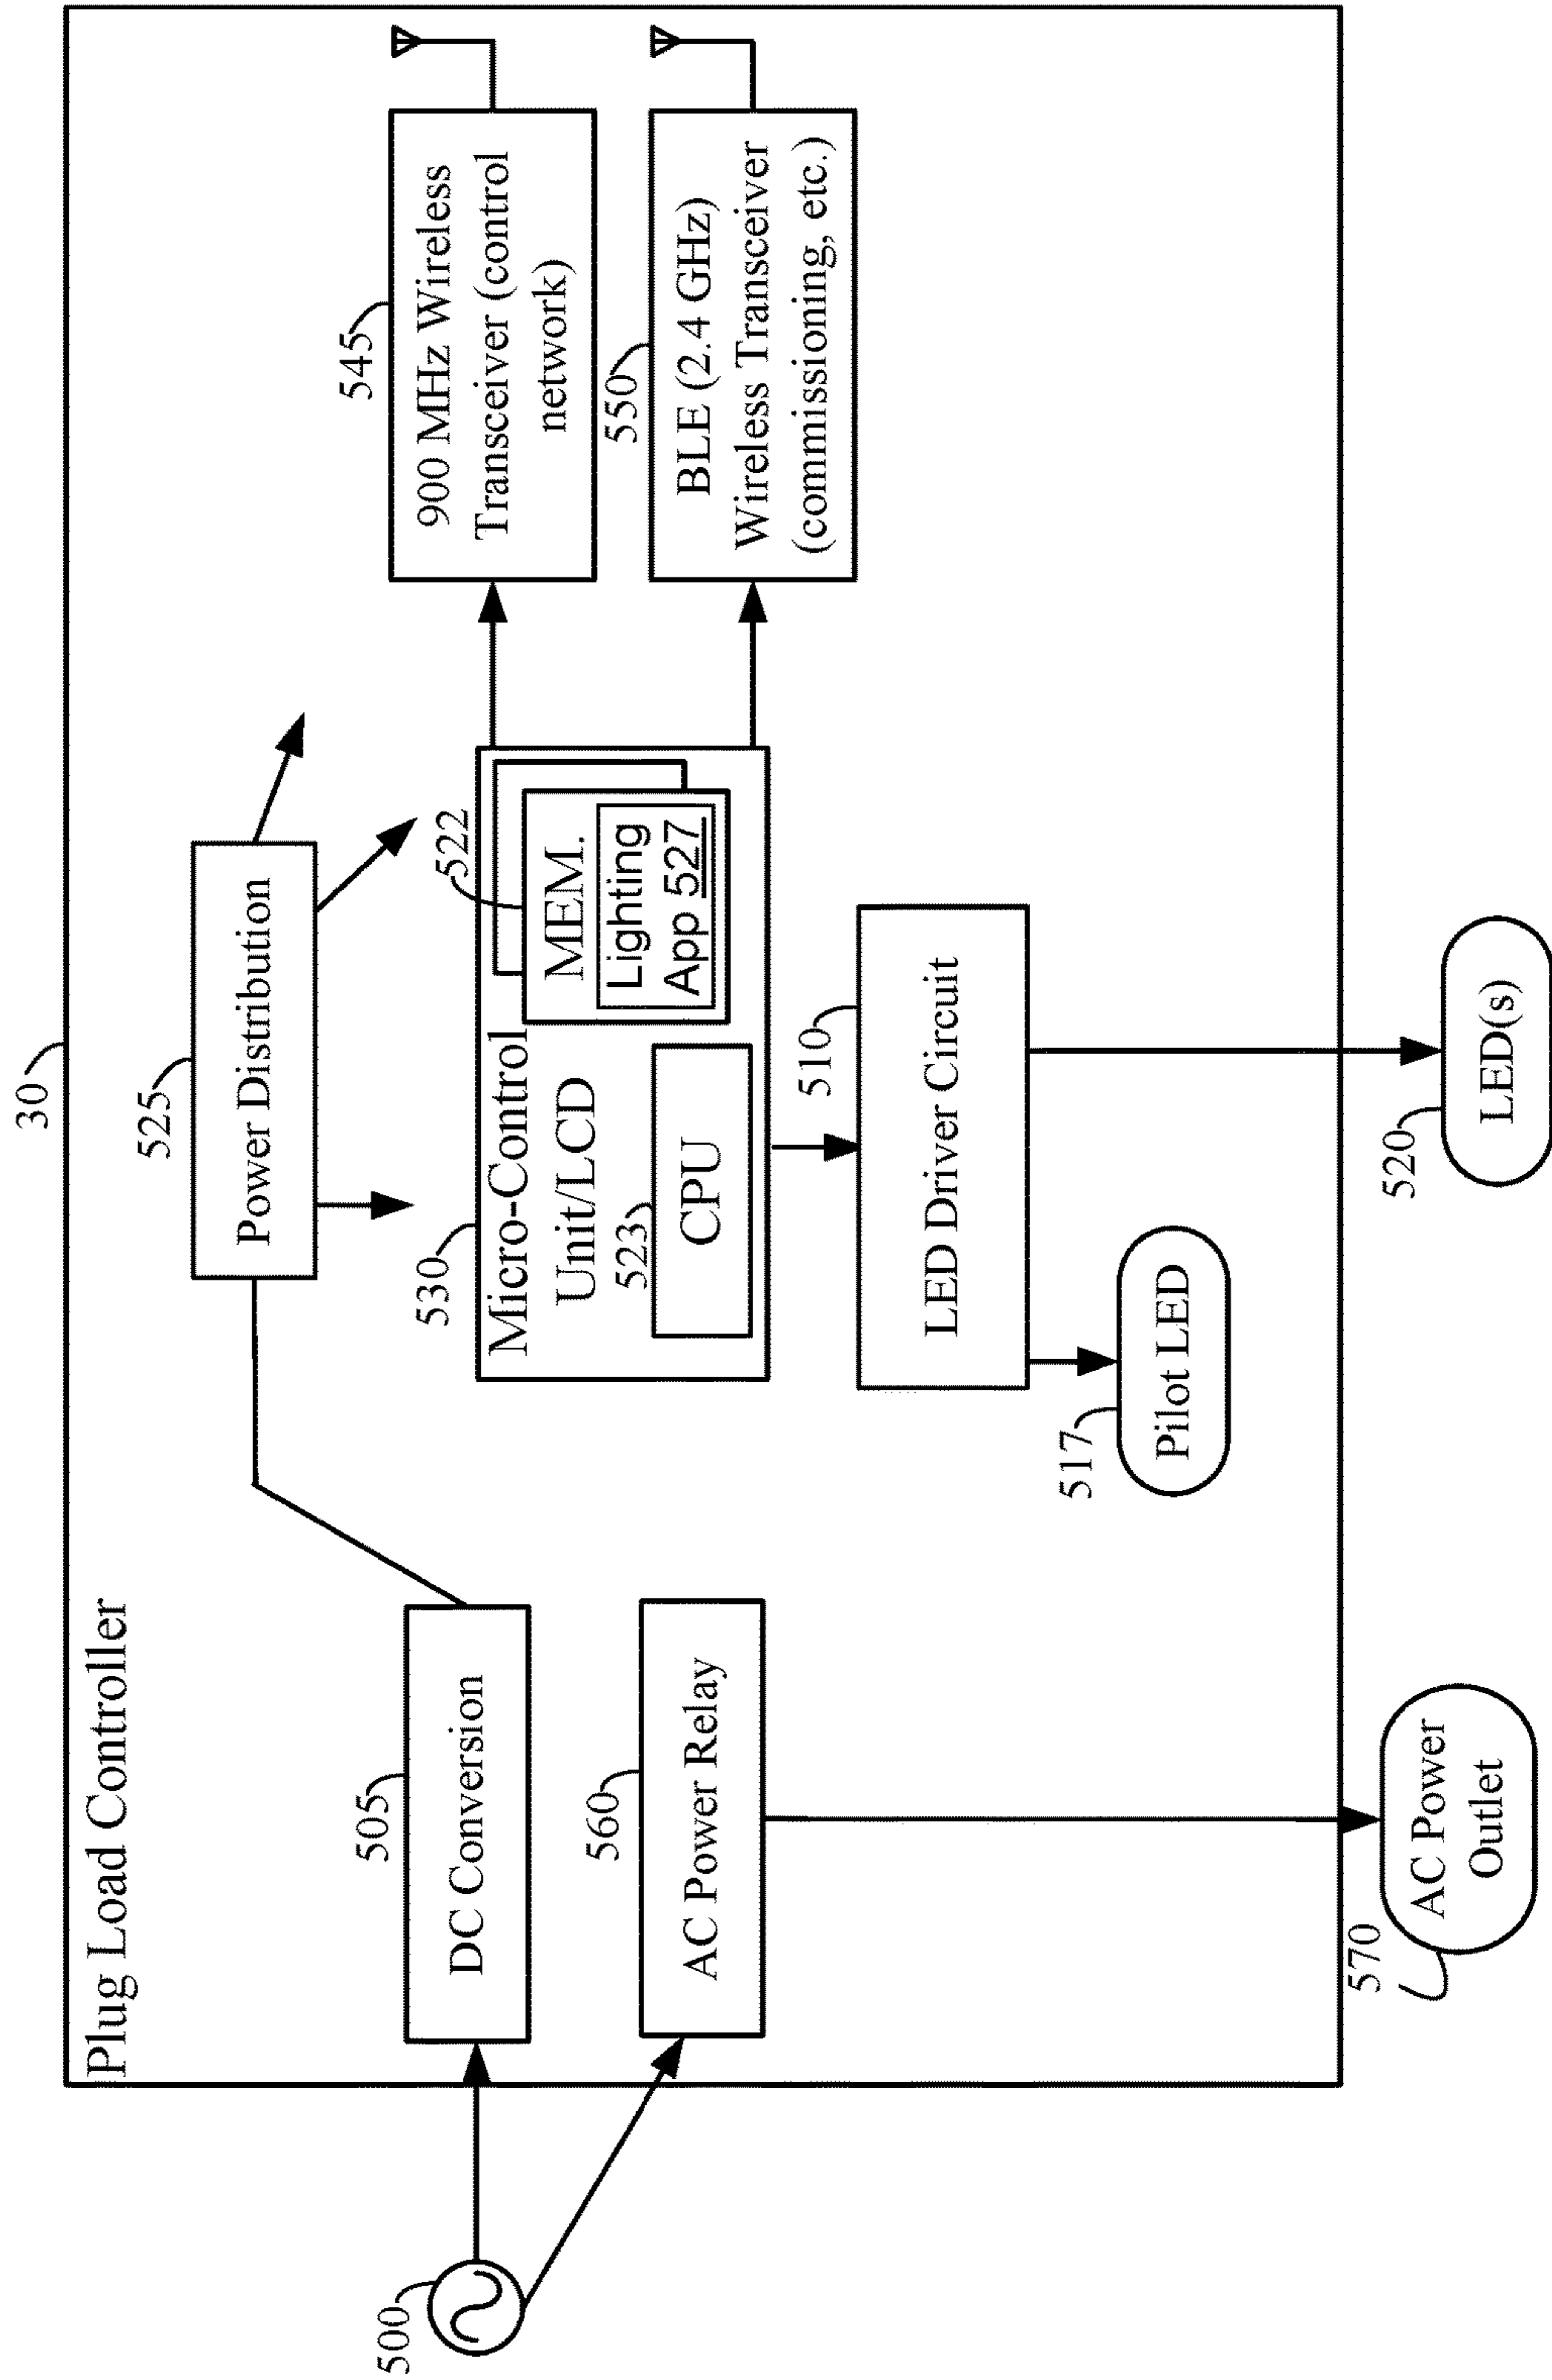 30
Plug Load Controller
525
Power Distribution
545
900 MHz Wireless
Transceiver (control
network)
550
BLE (2.4 GHz)
Wireless Transceiver
(commissioning, etc.)
500
505
DC Conversion
560
AC Power Relay
530
Micro-Control
Unit/LCD
523
CPU
522
MEM.
Lighting
App 527
510
LED Driver Circuit
517
Pilot LED
520
LED(s)
570
AC Power
Outlet